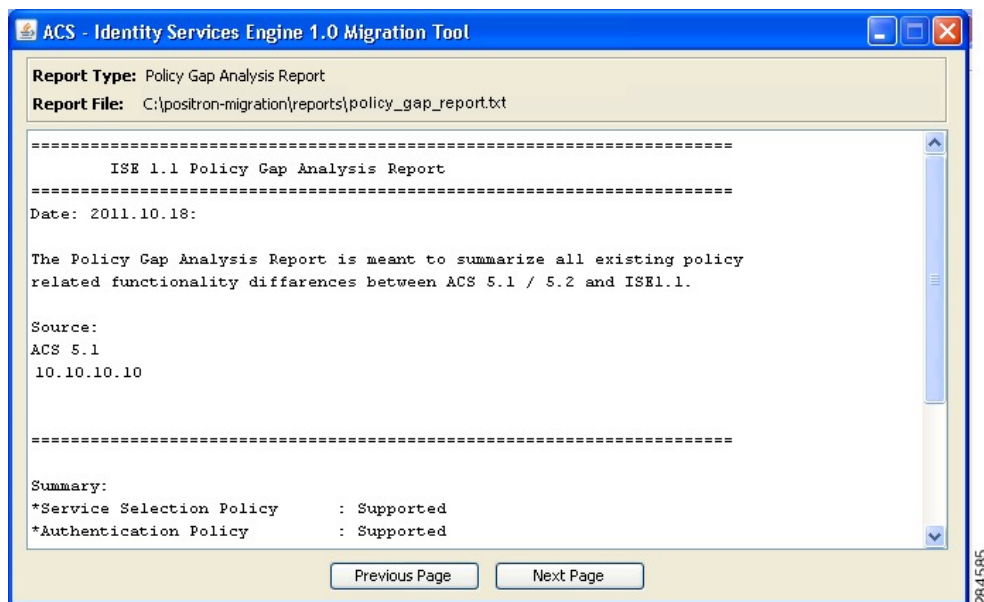 ACS - Identity Services Engine 1.0 Migration Tool
Report Type: Policy Gap Analysis Report
Report File: C:\positron-migration\reports\policy_gap_report.txt
=======================================================================
ISE 1.1 Policy Gap Analysis Report
=======================================================================
Date: 2011.10.18:
The Policy Gap Analysis Report is meant to summarize all existing policy
related functionality differances between ACS 5.1 / 5.2 and ISE1.1.
Source:
ACS 5.1
10.10.10.10
=======================================================================
Summary:
*Service Selection Policy : Supported
*Authentication Policy : Supported
Previous Page Next Page
284585